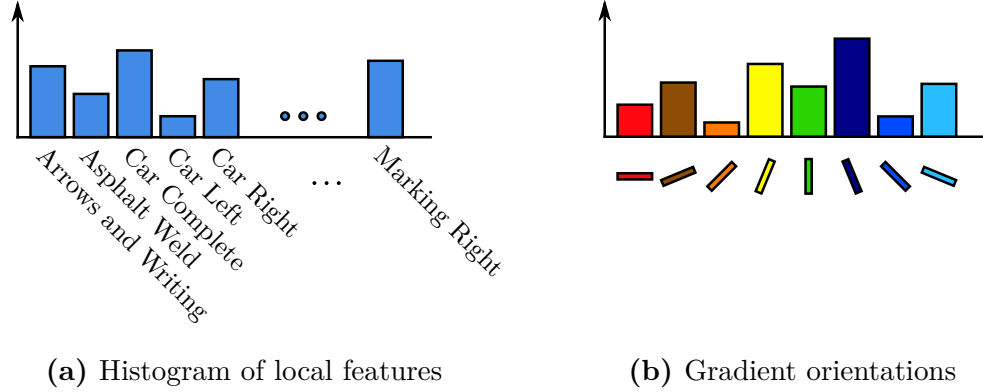 Arrows and Writing
Asphalt Weld
Car Complete
Car Left
Car Right
...
Marking Right
(a) Histogram of local features
(b) Gradient orientations